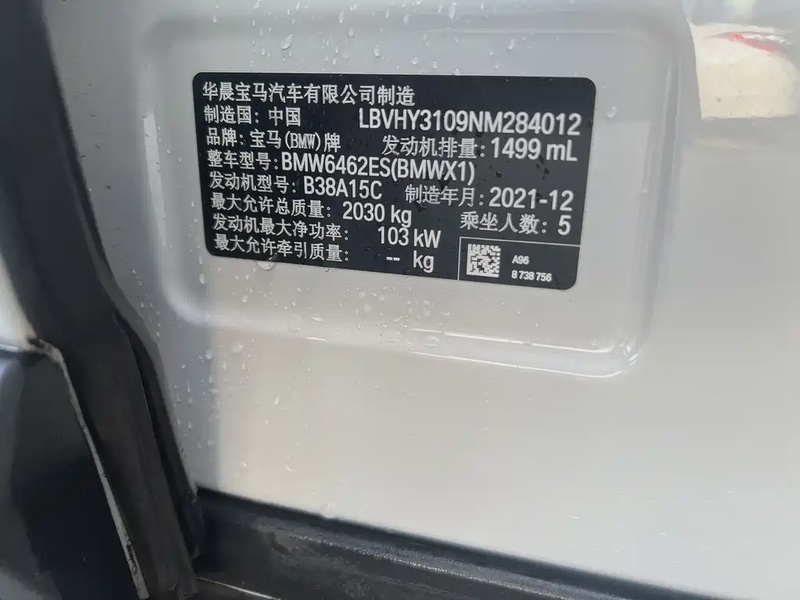 华晨宝马汽车有限公司制造
制造国：中国 LBVHY3109NM284012
品牌：宝马(BMW)牌 发动机排量：1499 mL
整车型号：BMW6462ES(BMWX1)
发动机型号：B38A15C 制造年月：2021-12
最大允许总质量：2030 kg 乘坐人数：5
发动机最大净功率：103 kW
最大允许牵引质量：-- kg
A96
8 738 756